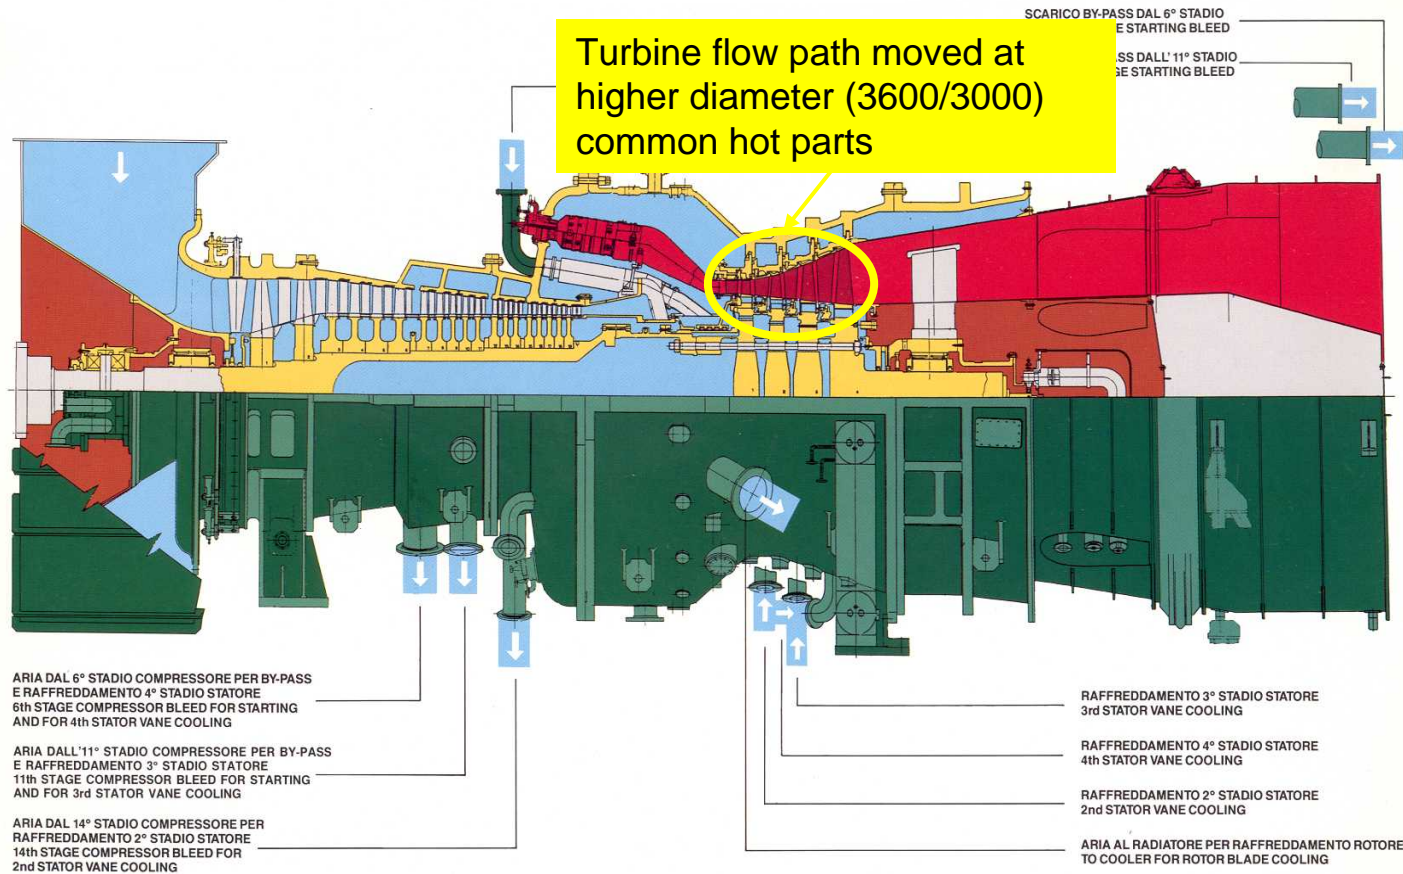 SCARICO BY-PASS DAL 6° STADIO
E STARTING BLEED
Turbine flow path moved at
higher diameter (3600/3000)
common hot parts
SS DALL'11° STADIO
GE STARTING BLEED
ARIA DAL 6° STADIO COMPRESSORE PER BY-PASS
E RAFFREDDAMENTO 4° STADIO STATORE
6th STAGE COMPRESSOR BLEED FOR STARTING
AND FOR 4th STATOR VANE COOLING
ARIA DALL'11° STADIO COMPRESSORE PER BY-PASS
E RAFFREDDAMENTO 3° STADIO STATORE
11th STAGE COMPRESSOR BLEED FOR STARTING
AND FOR 3rd STATOR VANE COOLING
ARIA DAL 14° STADIO COMPRESSORE PER
RAFFREDDAMENTO 2° STADIO STATORE
14th STAGE COMPRESSOR BLEED FOR
2nd STATOR VANE COOLING
RAFFREDDAMENTO 3° STADIO STATORE
3rd STATOR VANE COOLING
RAFFREDDAMENTO 4° STADIO STATORE
4th STATOR VANE COOLING
RAFFREDDAMENTO 2° STADIO STATORE
2nd STATOR VANE COOLING
ARIA AL RADIATORE PER RAFFREDDAMENTO ROTORE
TO COOLER FOR ROTOR BLADE COOLING